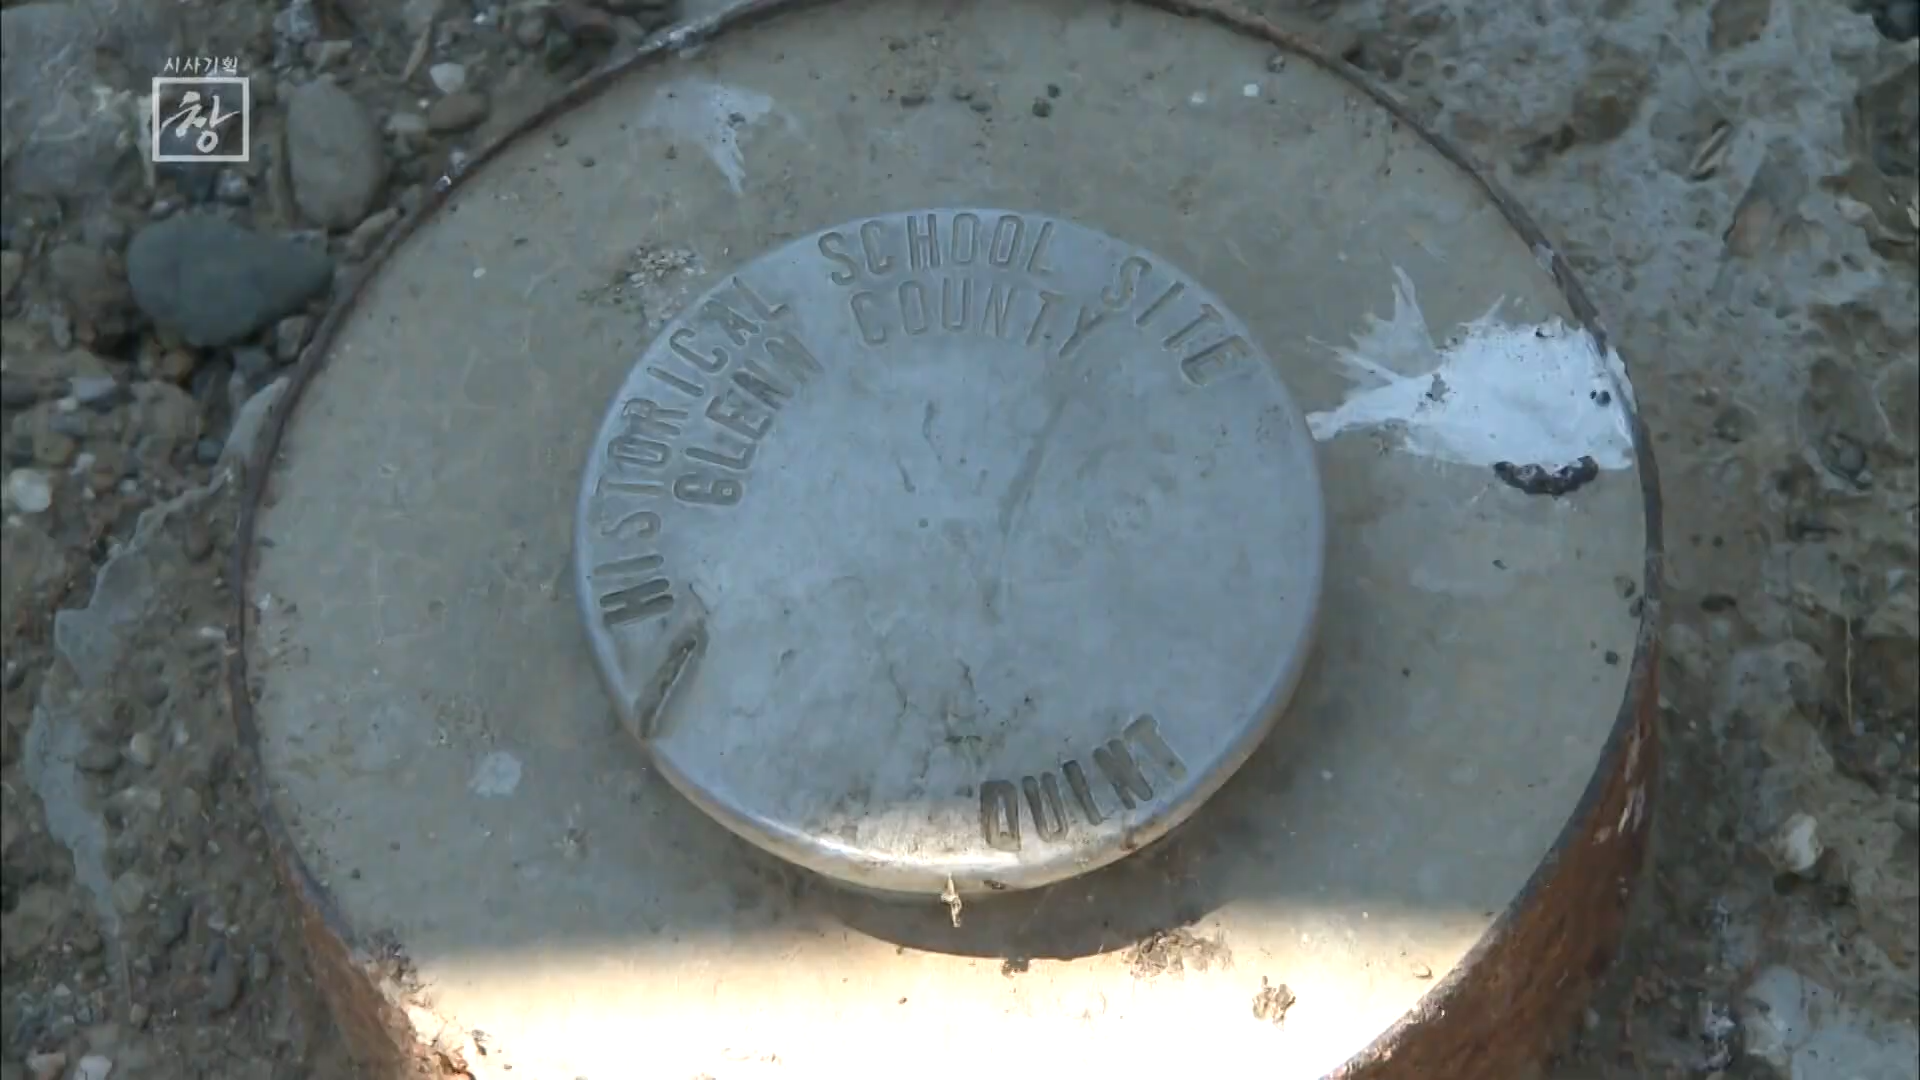 시사기획
창
HISTORICAL SCHOOL SITE
GLENN COUNTY
QUINT